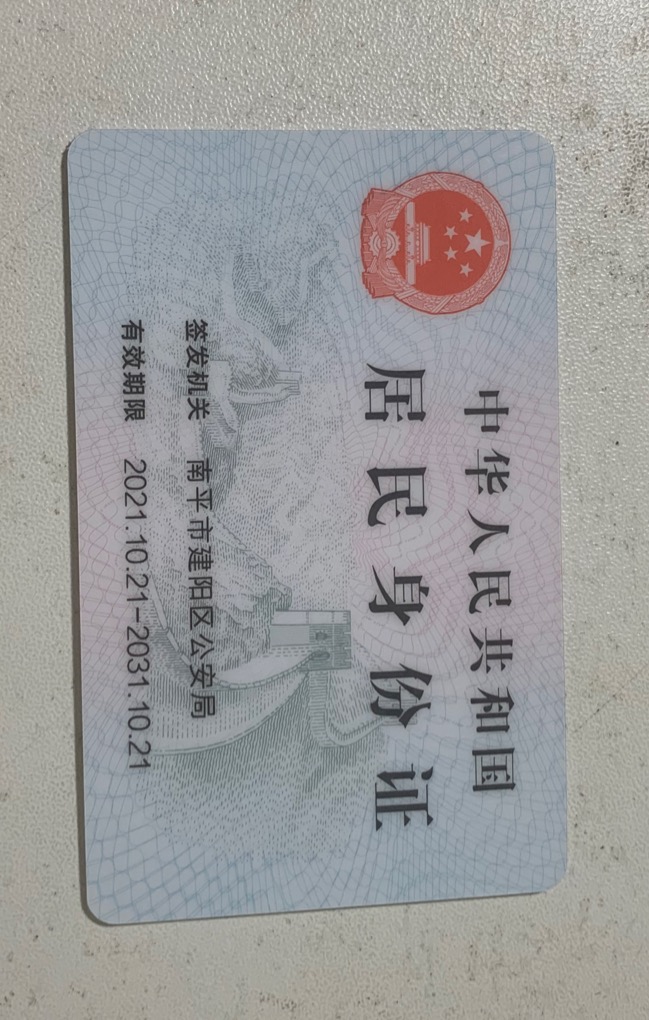 中华人民共和国
居民身份证
签发机关 南平市建阳区公安局
有效期限 2021.10.21-2031.10.21